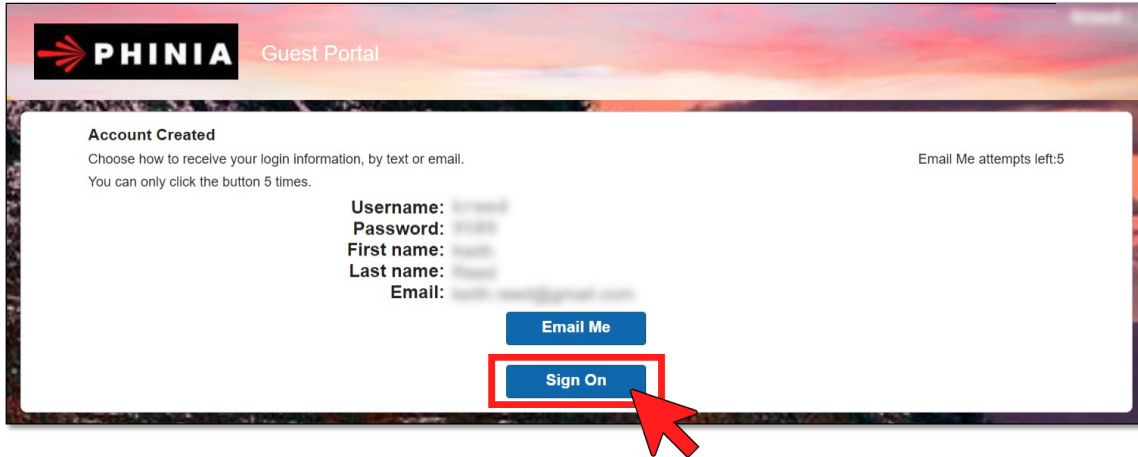 PHINIA
Guest Portal
Account Created
Choose how to receive your login information, by text or email.
Email Me attempts left:5
You can only click the button 5 times.
Username:
Password:
First name:
Last name:
Email:
Email Me
Sign On